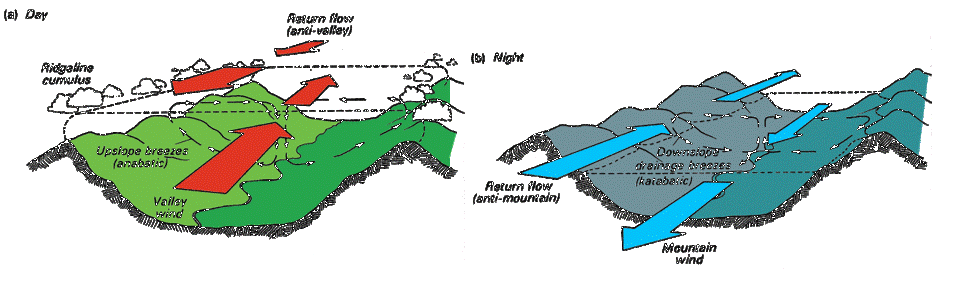 (a) Day
Return flow
(anti-valley)
Ridgeline
cumulus
Upslope breezes
(anabatic)
Valley
wind
(b) Night
Downslope
drainage breezes
(katabatic)
Return flow
(anti-mountain)
Mountain
wind